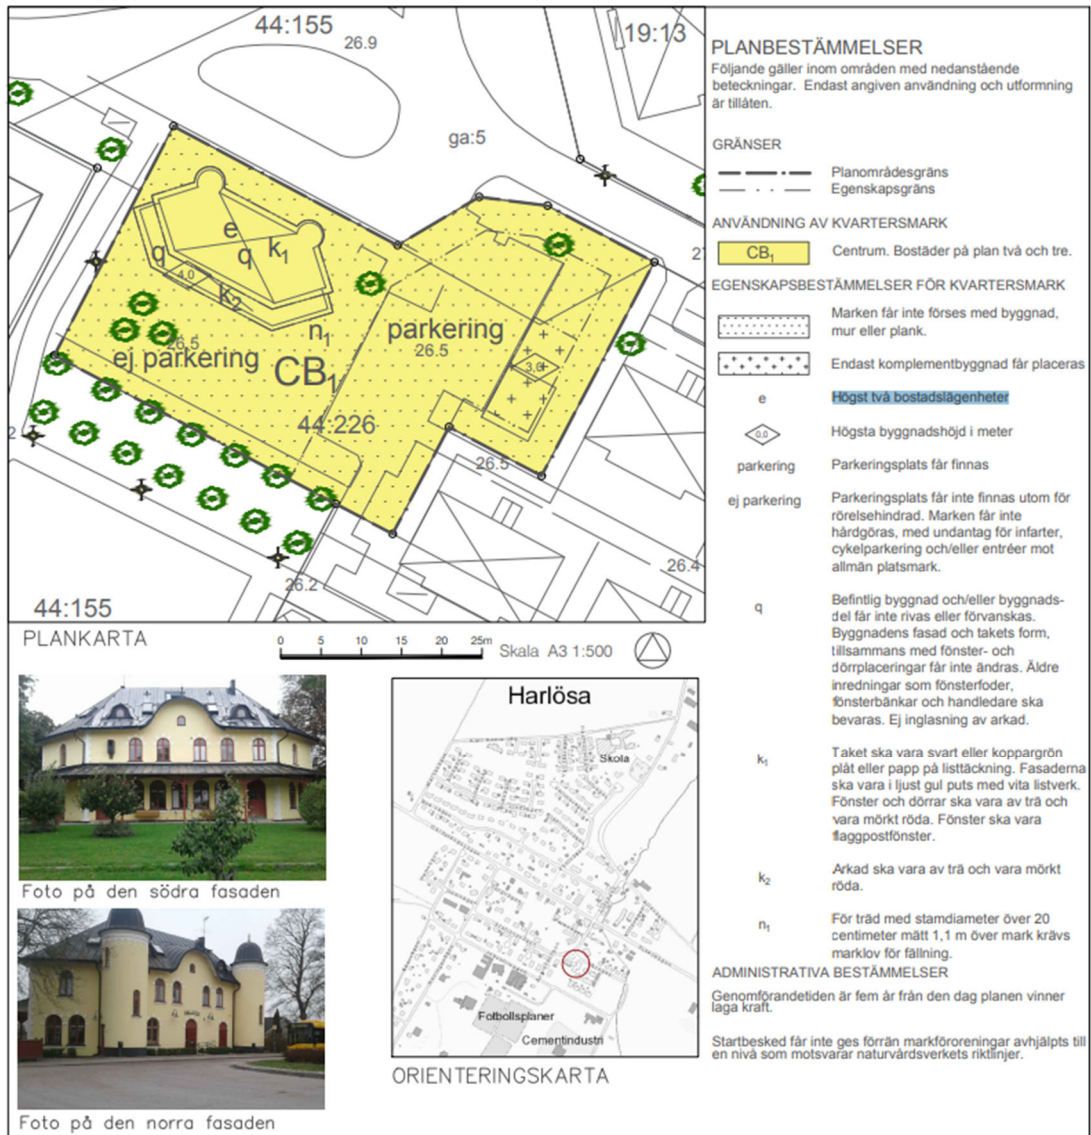 44:155
26.9
19:13
ga:5
e
q
k1
q
4,0
k2
n1
parkering
26.5
ej parkering
26.5
CB1
3,0
44:226
26.5
26.4
26.2
44:155
PLANKARTA
0 5 10 15 20 25m
Skala A3 1:500
PLANBESTÄMMELSER
Följande gäller inom områden med nedanstående
beteckningar. Endast angiven användning och utformning
är tillåten.
GRÄNSER
Planområdesgräns
Egenskapsgräns
ANVÄNDNING AV KVARTERSMARK
CB1 Centrum. Bostäder på plan två och tre.
EGENSKAPSBESTÄMMELSER FÖR KVARTERSMARK
Marken får inte förses med byggnad,
mur eller plank.
Endast komplementbyggnad får placeras
e Högst två bostadslägenheter
0,0 Högsta byggnadshöjd i meter
parkering Parkeringsplats får finnas
ej parkering Parkeringsplats får inte finnas utom för
rörelsehindrad. Marken får inte
hårdgöras, med undantag för infarter,
cykelparkering och/eller entréer mot
allmän platsmark.
q Befintlig byggnad och/eller byggnads-
del får inte rivas eller förvanskas.
Byggnadens fasad och takets form,
tillsammans med fönster- och
dörrplaceringar får inte ändras. Äldre
inredningar som fönsterfoder,
fönsterbänkar och handledare ska
bevaras. Ej inglasning av arkad.
k1 Taket ska vara svart eller koppargrön
plåt eller papp på listtäckning. Fasaderna
ska vara i ljust gul puts med vita listverk.
Fönster och dörrar ska vara av trä och
vara mörkt röda. Fönster ska vara
flaggpostfönster.
k2 Arkad ska vara av trä och vara mörkt
röda.
n1 För träd med stamdiameter över 20
centimeter mätt 1,1 m över mark krävs
marklov för fällning.
ADMINISTRATIVA BESTÄMMELSER
Genomförandetiden är fem år från den dag planen vinner
laga kraft.
Startbesked får inte ges förrän markföroreningar avhjälpts till
en nivå som motsvarar naturvårdsverkets riktlinjer.
Foto på den södra fasaden
Foto på den norra fasaden
Harlösa
Skola
Fotbollsplaner
Cementindustri
ORIENTERINGSKARTA